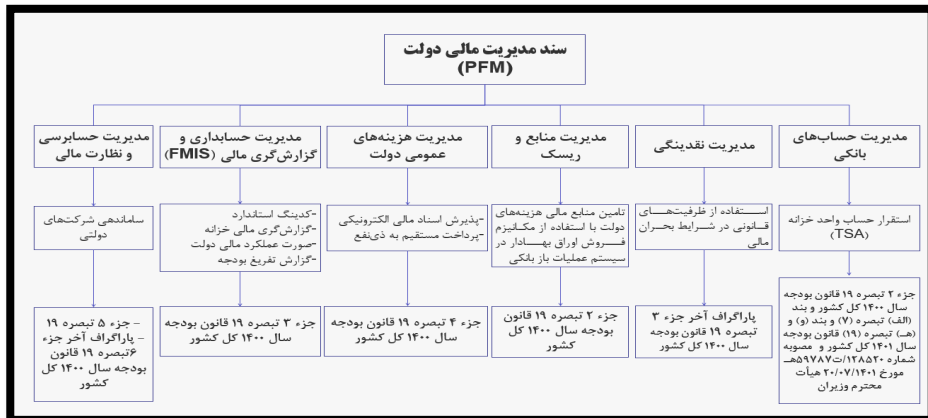 سند مدیریت مالی دولت
(PFM)
مدیریت حساب‌های
بانکی
مدیریت نقدینگی
مدیریت منابع و
ریسک
مدیریت هزینه‌های
عمومی دولت
مدیریت حسابداری و
گزارش‌گری مالی (FMIS)
مدیریت حسابرسی
و نظارت مالی
استقرار حساب واحد خزانه
(TSA)
استفاده از ظرفیت‌های
قانونی در شرایط بحران
مالی
تامین منابع مالی هزینه‌های
دولت با استفاده از مکانیزم
فروش اوراق بهادار در
سیستم عملیات باز بانکی
-پذیرش اسناد مالی الکترونیکی
-پرداخت مستقیم به ذی‌نفع
-کدینگ استاندارد
-گزارش‌گری مالی خزانه
-صورت عملکرد مالی دولت
-گزارش تفریغ بودجه
ساماندهی شرکت‌های
دولتی
جزء ۲ تبصره ۱۹ قانون بودجه
سال ۱۴۰۰ کل کشور و بند
(الف) تبصره (۷) و بند (و) و
(هـ) تبصره (۱۹) قانون بودجه
سال ۱۴۰۱ کل کشور و مصوبه
شماره ۱۲۸۵۲۰/ت۵۹۷۸۷هـ
مورخ ۲۰/۰۷/۱۴۰۱ هیأت
محترم وزیران
پاراگراف آخر جزء ۳
تبصره ۱۹ قانون بودجه
سال ۱۴۰۰ کل کشور
جزء ۲ تبصره ۱۹ قانون
بودجه سال ۱۴۰۰ کل
کشور
جزء ۴ تبصره ۱۹ قانون بودجه
سال ۱۴۰۰ کل کشور
جزء ۳ تبصره ۱۹ قانون بودجه
سال ۱۴۰۰ کل کشور
- جزء ۵ تبصره ۱۹
- پاراگراف آخر جزء
۶تبصره ۱۹ قانون
بودجه سال ۱۴۰۰ کل
کشور